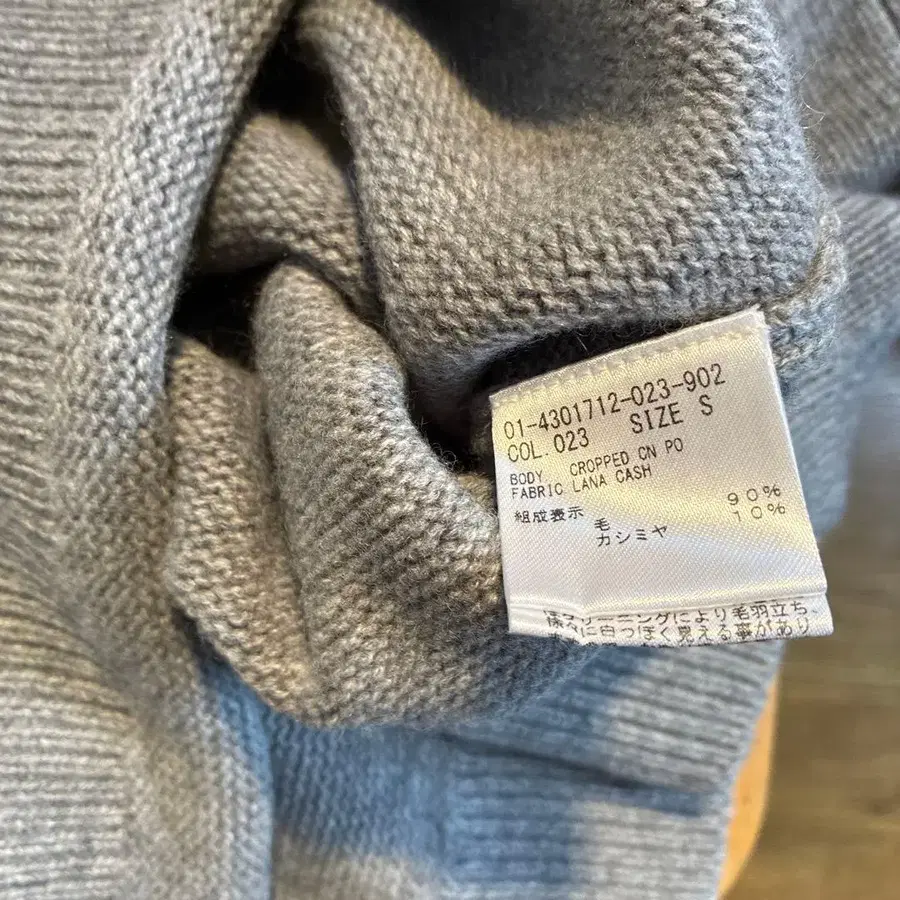 01-4301712-023-902
COL.023 SIZE S
BODY CROPPED CN PO
FABRIC LANA CASH
組成表示 毛 90%
カシミヤ 10%
リーニングにより毛羽立ち、
に白っぽく見える事があり